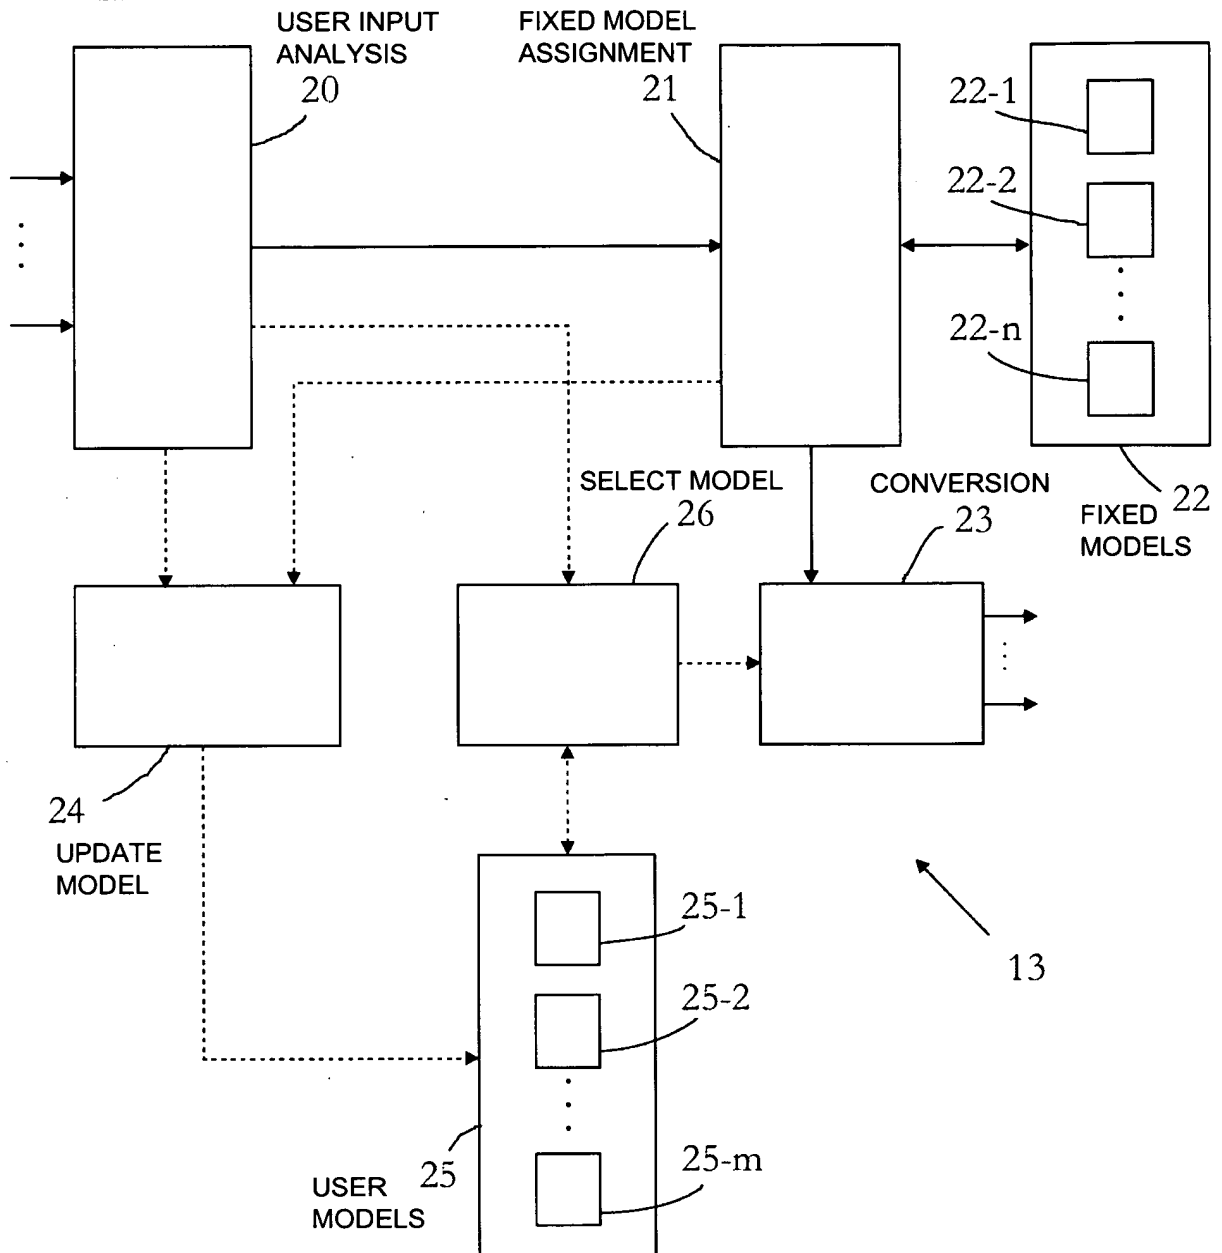 USER INPUT
ANALYSIS
20
FIXED MODEL
ASSIGNMENT
21
22-1
22-2
22-n
SELECT MODEL
26
CONVERSION
23
22
FIXED
MODELS
24
UPDATE
MODEL
25-1
25-2
25-m
13
25
USER
MODELS